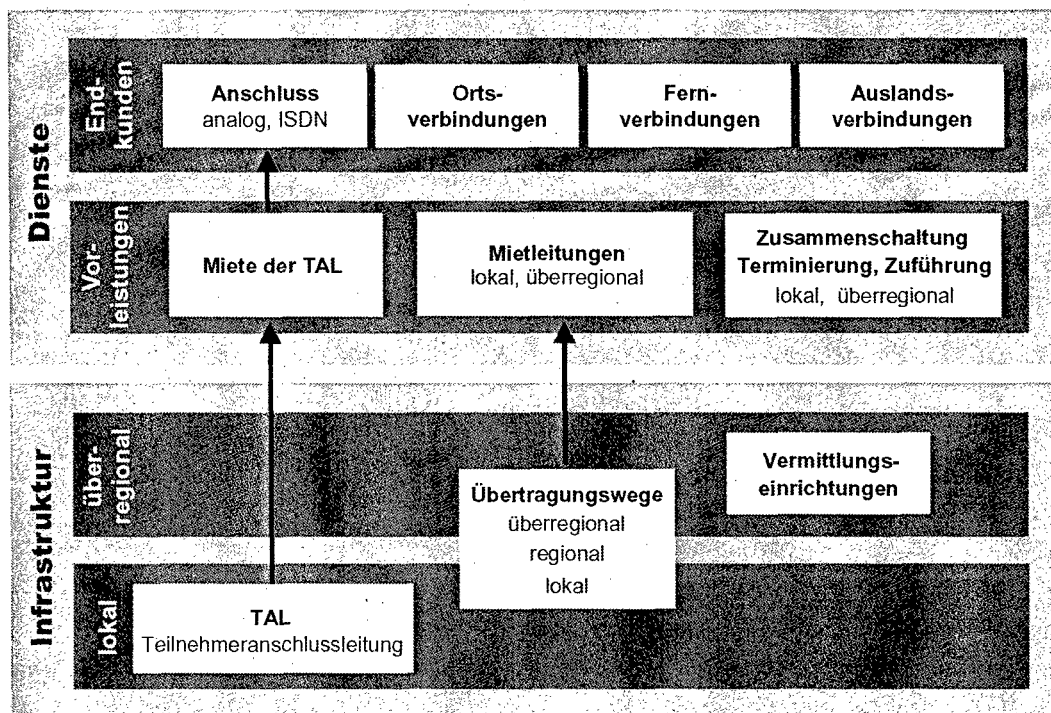 Dienste
End-
kunden
Anschluss
analog, ISDN
Orts-
verbindungen
Fern-
verbindungen
Auslands-
verbindungen
Vor-
leistungen
Miete der TAL
Mietleitungen
lokal, überregional
Zusammenschaltung
Terminierung, Zuführung
lokal, überregional
Infrastruktur
über-
regional
Übertragungswege
überregional
regional
lokal
Vermittlungs-
einrichtungen
lokal
TAL
Teilnehmeranschlussleitung